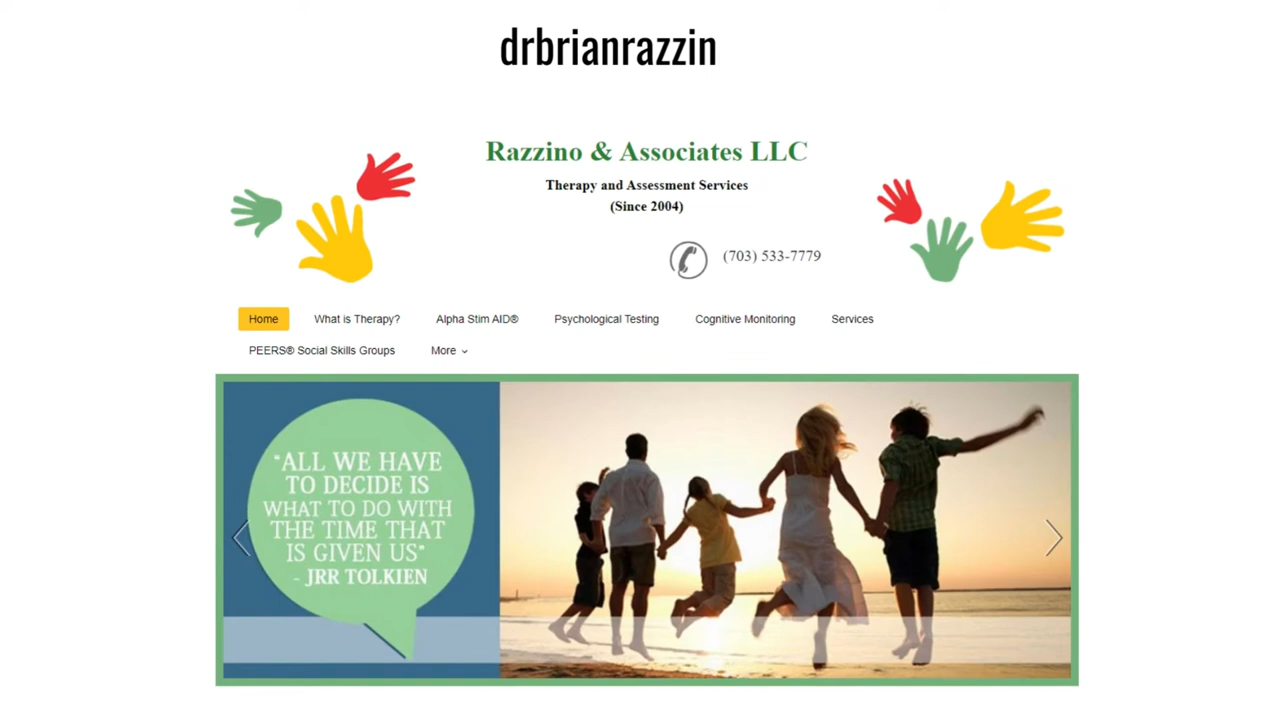 drbrianrazzin
Razzino & Associates LLC
Therapy and Assessment Services
(Since 2004)
(703) 533-7779
Home What is Therapy? Alpha Stim AID® Psychological Testing Cognitive Monitoring Services
PEERS® Social Skills Groups More
"ALL WE HAVE
TO DECIDE IS
WHAT TO DO WITH
THE TIME THAT
IS GIVEN US"
- JRR TOLKIEN